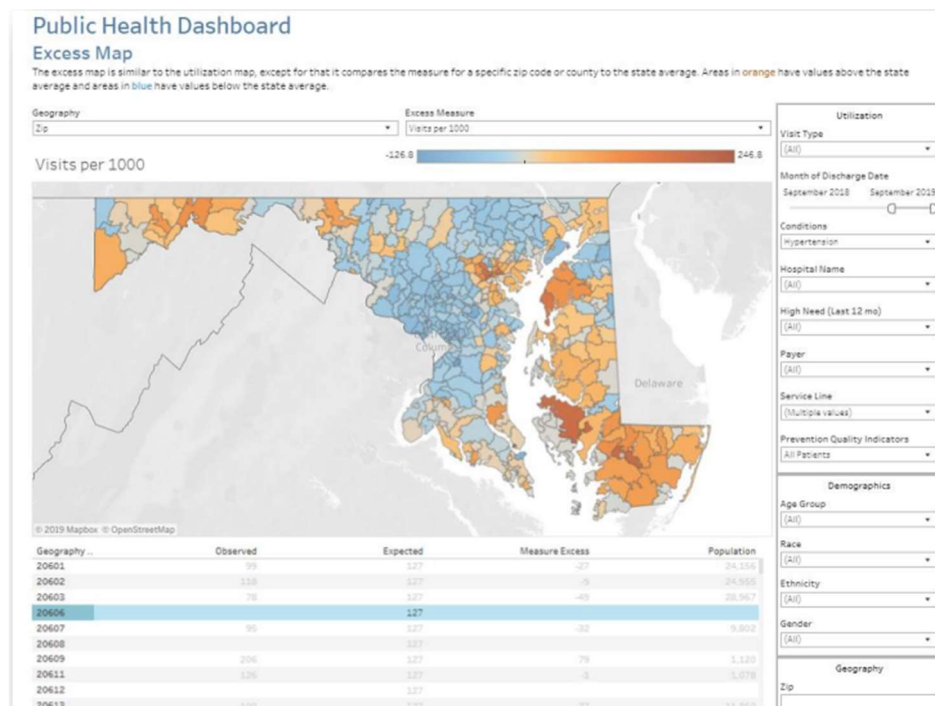 Public Health Dashboard
Excess Map
The excess map is similar to the utilization map, except for that it compares the measure for a specific zip code or county to the state average. Areas in orange have values above the state
average and areas in blue have values below the state average.
Geography
Zip
Excess Measure
Visits per 1000
Visits per 1000
-126.8
246.8
Delaware
© 2019 Mapbox © OpenStreetMap
Geography .. Observed Expected Measure Excess Population
20601 99 127 -27 24,156
20602 118 127 -9 24,955
20603 78 127 -49 28,967
20606 127
20607 95 127 -32 9,802
20608 127
20609 206 127 79 1,120
20611 126 127 -1 1,078
20612 127
20613
Utilization
Visit Type
(All)
Month of Discharge Date
September 2018 September 2019
Conditions
Hypertension
Hospital Name
(All)
High Need (Last 12 mo)
(All)
Payer
(All)
Service Line
(Multiple values)
Prevention Quality Indicators
All Patients
Demographics
Age Group
(All)
Race
(All)
Ethnicity
(All)
Gender
(All)
Geography
Zip